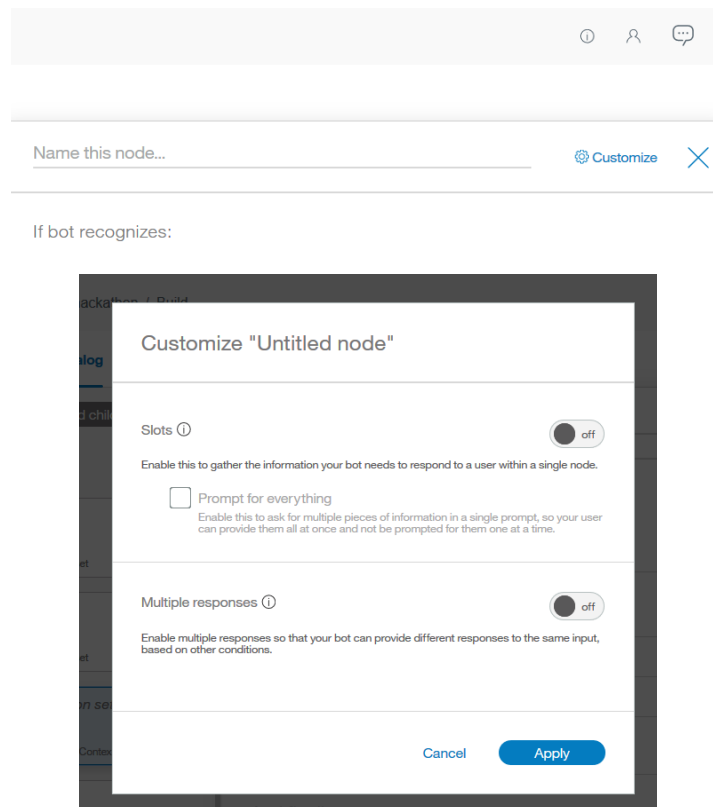 Name this node...
Customize
If bot recognizes:
/ Build
Customize "Untitled node"
Slots
off
Enable this to gather the information your bot needs to respond to a user within a single node.
Prompt for everything
Enable this to ask for multiple pieces of information in a single prompt, so your user
can provide them all at once and not be prompted for them one at a time.
Multiple responses
off
Enable multiple responses so that your bot can provide different responses to the same input,
based on other conditions.
Cancel
Apply